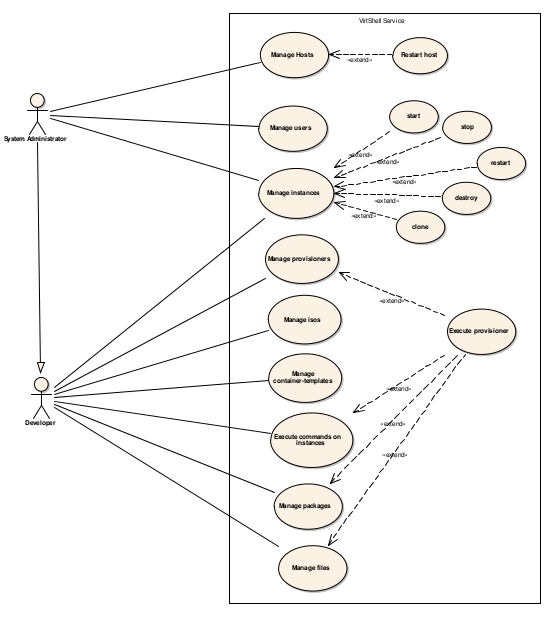 VirtShell Service
Manage Hosts
«extend»
Restart host
System Administrator
Manage users
start
stop
restart
destroy
clone
«extend»
«extend»
«extend»
«extend»
«extend»
Manage instances
Manage provisioners
«extend»
Manage isos
Execute provisioner
Manage
container-templates
«extend»
Developer
Execute commands on
instances
«extend»
«extend»
Manage packages
Manage files